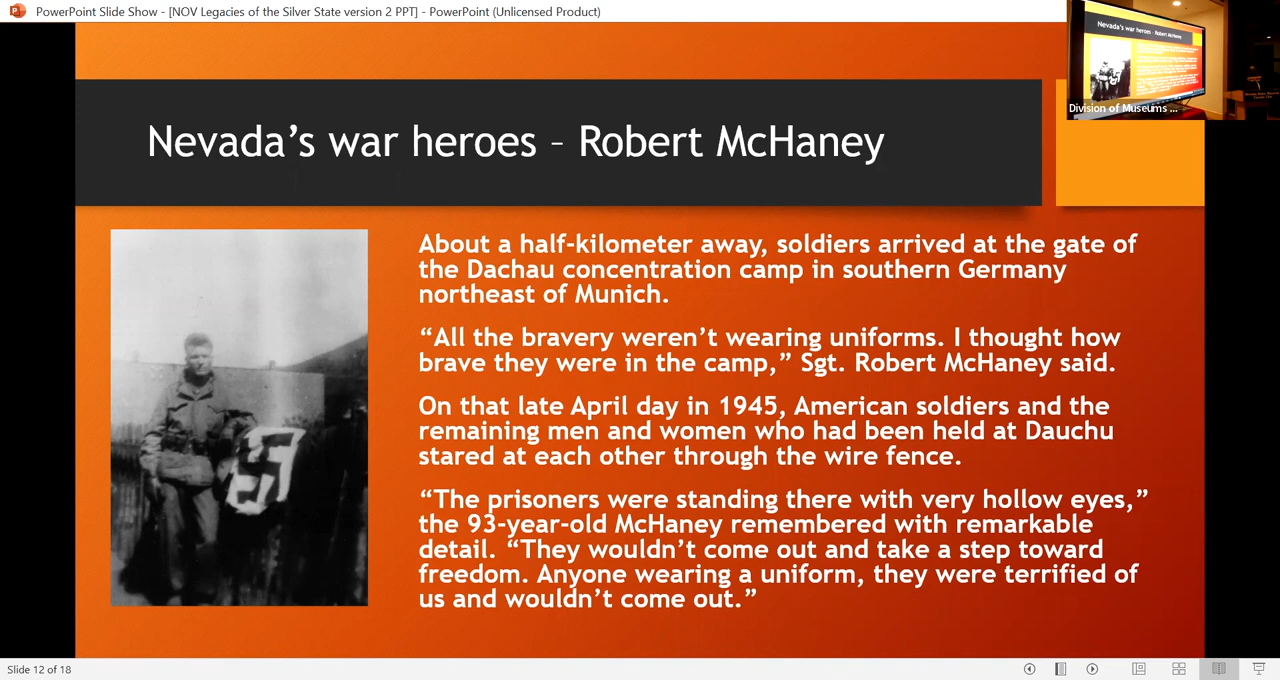 PowerPoint Slide Show - [NOV Legacies of the Silver State version 2 PPT] - PowerPoint (Unlicensed Product)
Nevada's war heroes - Robert McHaney
Division of Museums ...
Nevada’s war heroes – Robert McHaney
About a half-kilometer away, soldiers arrived at the gate of
the Dachau concentration camp in southern Germany
northeast of Munich.
“All the bravery weren’t wearing uniforms. I thought how
brave they were in the camp,” Sgt. Robert McHaney said.
On that late April day in 1945, American soldiers and the
remaining men and women who had been held at Dauchu
stared at each other through the wire fence.
“The prisoners were standing there with very hollow eyes,”
the 93-year-old McHaney remembered with remarkable
detail. “They wouldn’t come out and take a step toward
freedom. Anyone wearing a uniform, they were terrified of
us and wouldn’t come out.”
Slide 12 of 18